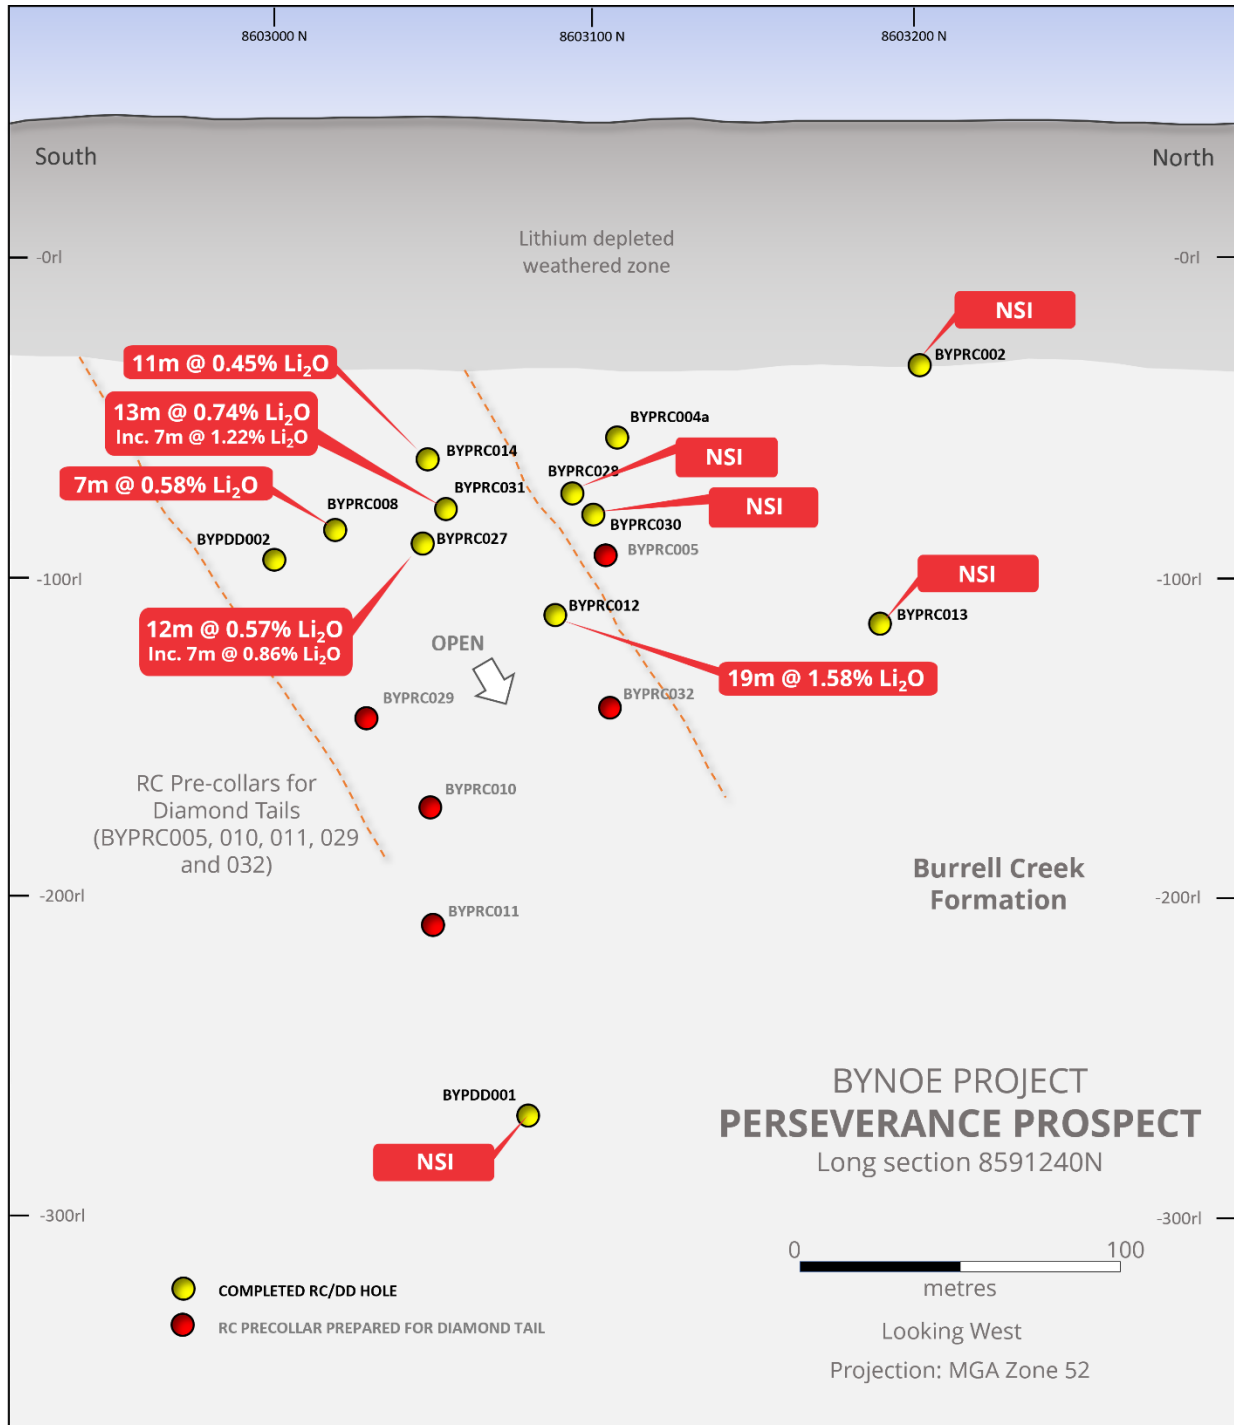 8603000 N
8603100 N
8603200 N
South
North
Lithium depleted
weathered zone
-0rl
-0rl
NSI
BYPRC002
11m @ 0.45% Li₂O
13m @ 0.74% Li₂O
Inc. 7m @ 1.22% Li₂O
7m @ 0.58% Li₂O
BYPRC004a
BYPRC014
BYPRC028
NSI
BYPRC031
BYPRC008
NSI
BYPRC030
BYPDD002
BYPRC027
BYPRC005
-100rl
-100rl
NSI
BYPRC012
BYPRC013
12m @ 0.57% Li₂O
Inc. 7m @ 0.86% Li₂O
OPEN
19m @ 1.58% Li₂O
BYPRC029
BYPRC032
RC Pre-collars for
Diamond Tails
(BYPRC005, 010, 011, 029
and 032)
BYPRC010
Burrell Creek
Formation
-200rl
-200rl
BYPRC011
BYPDD001
NSI
BYNOE PROJECT
PERSEVERANCE PROSPECT
Long section 8591240N
-300rl
-300rl
0
100
metres
COMPLETED RC/DD HOLE
RC PRECOLLAR PREPARED FOR DIAMOND TAIL
Looking West
Projection: MGA Zone 52